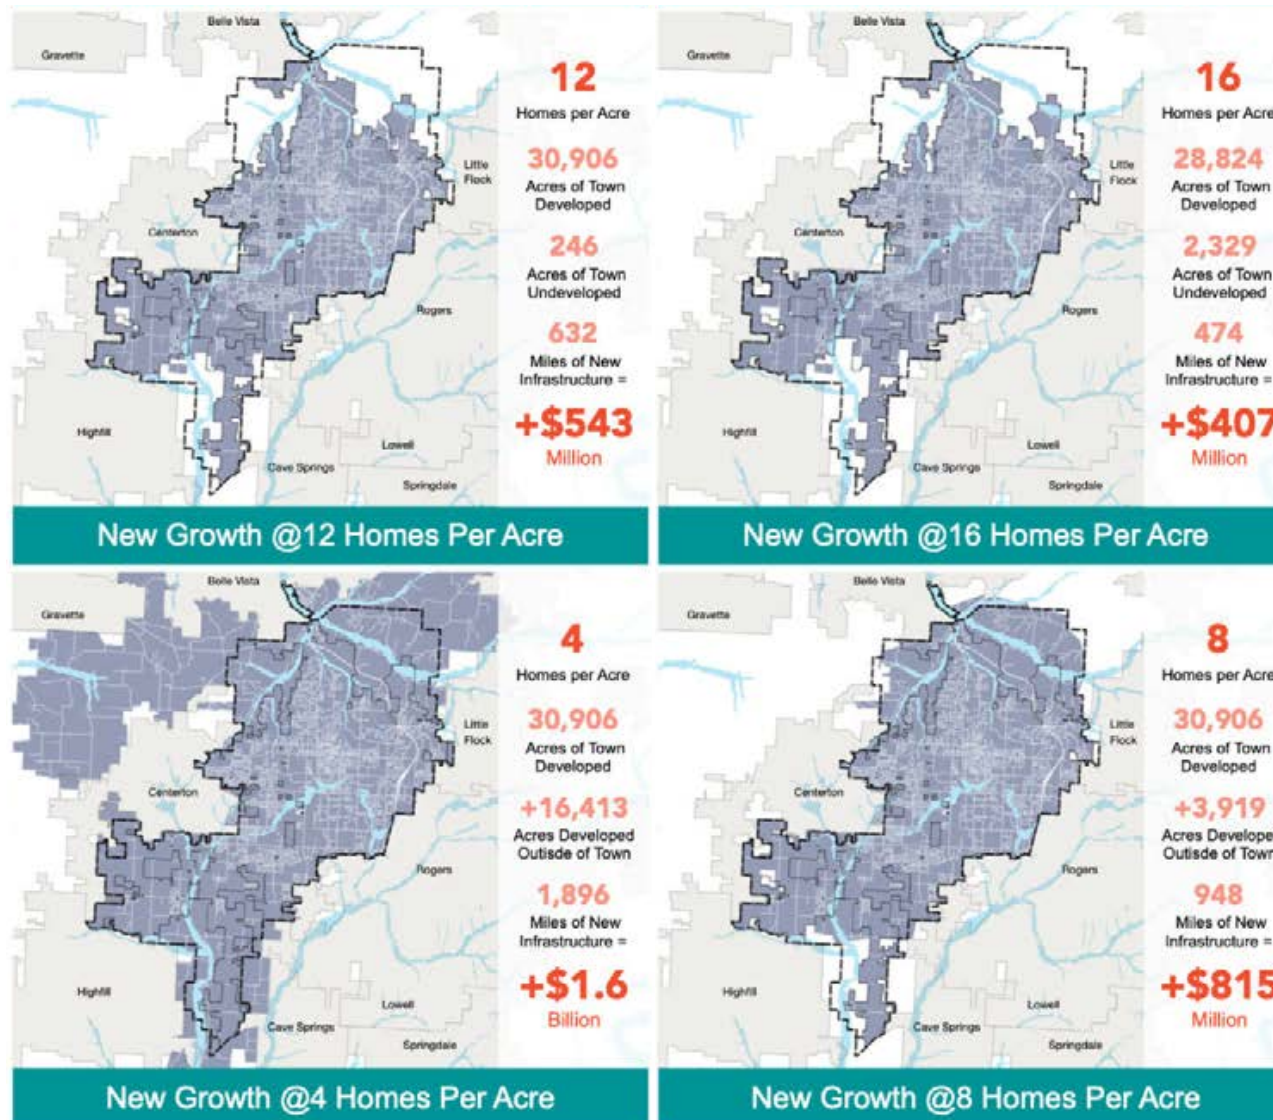 Belle Vista
Gravette
Little
Flock
Centerton
Rogers
Highfill
Lowell
Cave Springs
Springdale
12
Homes per Acre
30,906
Acres of Town
Developed
246
Acres of Town
Undeveloped
632
Miles of New
Infrastructure =
+$543
Million
New Growth @12 Homes Per Acre
Belle Vista
Gravette
Little
Flock
Centerton
Rogers
Highfill
Lowell
Cave Springs
Springdale
16
Homes per Acre
28,824
Acres of Town
Developed
2,329
Acres of Town
Undeveloped
474
Miles of New
Infrastructure =
+$407
Million
New Growth @16 Homes Per Acre
Belle Vista
Gravette
Little
Flock
Centerton
Rogers
Highfill
Lowell
Cave Springs
Springdale
4
Homes per Acre
30,906
Acres of Town
Developed
+16,413
Acres Developed
Outisde of Town
1,896
Miles of New
Infrastructure =
+$1.6
Billion
New Growth @4 Homes Per Acre
Belle Vista
Gravette
Little
Flock
Centerton
Rogers
Highfill
Lowell
Cave Springs
Springdale
8
Homes per Acre
30,906
Acres of Town
Developed
+3,919
Acres Develope
Outisde of Town
948
Miles of New
Infrastructure =
+$815
Million
New Growth @8 Homes Per Acre